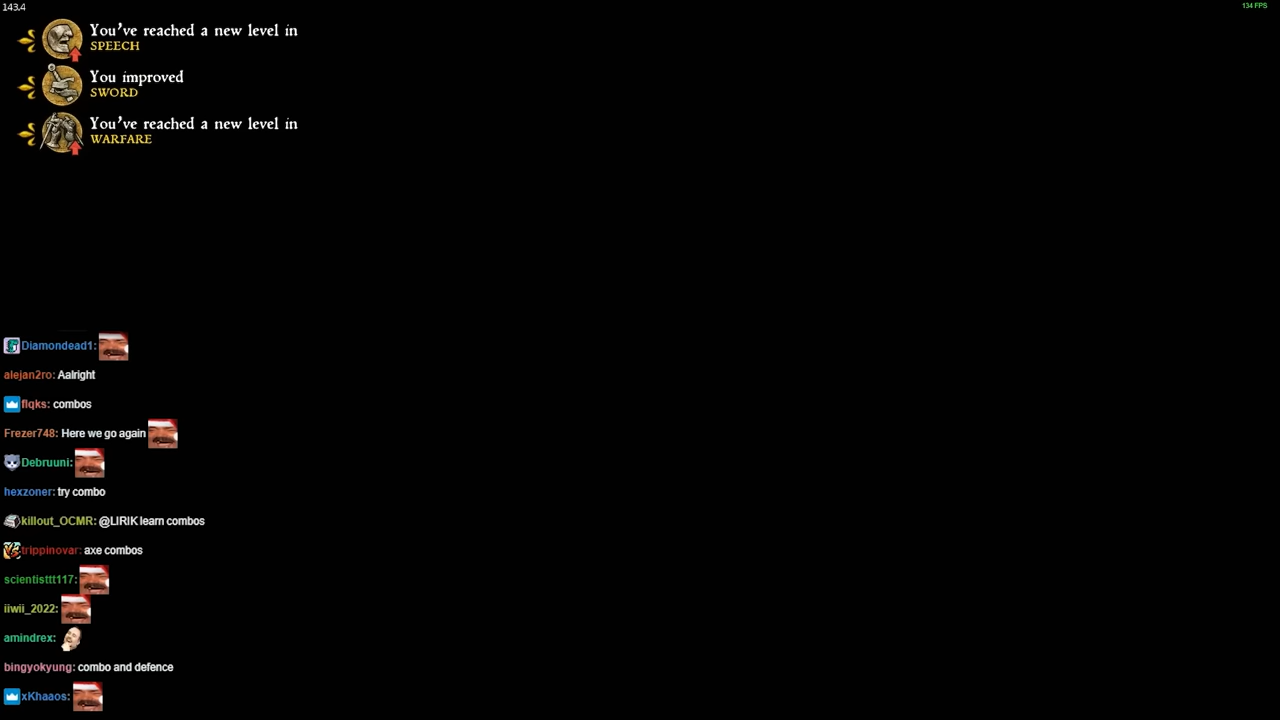 143.4
134 FPS
You've reached a new level in
SPEECH
You improved
SWORD
You've reached a new level in
WARFARE
Diamondead1:
alejan2ro: Aalright
flqks: combos
Frezer748: Here we go again
Debruuni:
hexzoner: try combo
killout_OCMR: @LIRIK learn combos
trippinovar: axe combos
scientisttt117:
iiwii_2022:
amindrex:
bingyokyung: combo and defence
xKhaaos: